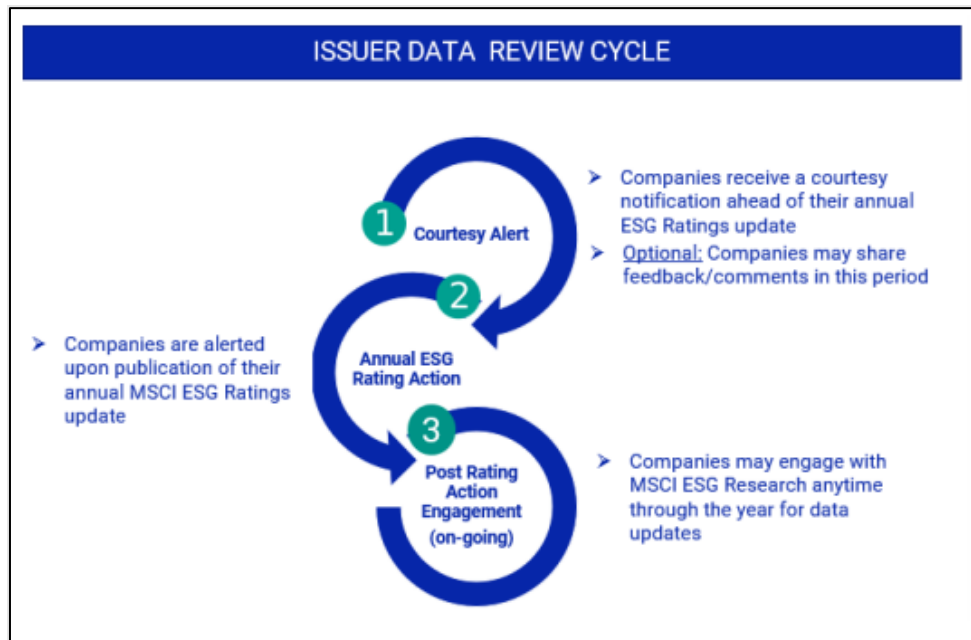 ISSUER DATA REVIEW CYCLE
1
Courtesy Alert
➤ Companies receive a courtesy
notification ahead of their annual
ESG Ratings update
➤ Optional: Companies may share
feedback/comments in this period
2
Annual ESG
Rating Action
➤ Companies are alerted
upon publication of their
annual MSCI ESG Ratings
update
3
Post Rating
Action
Engagement
(on-going)
➤ Companies may engage with
MSCI ESG Research anytime
through the year for data
updates